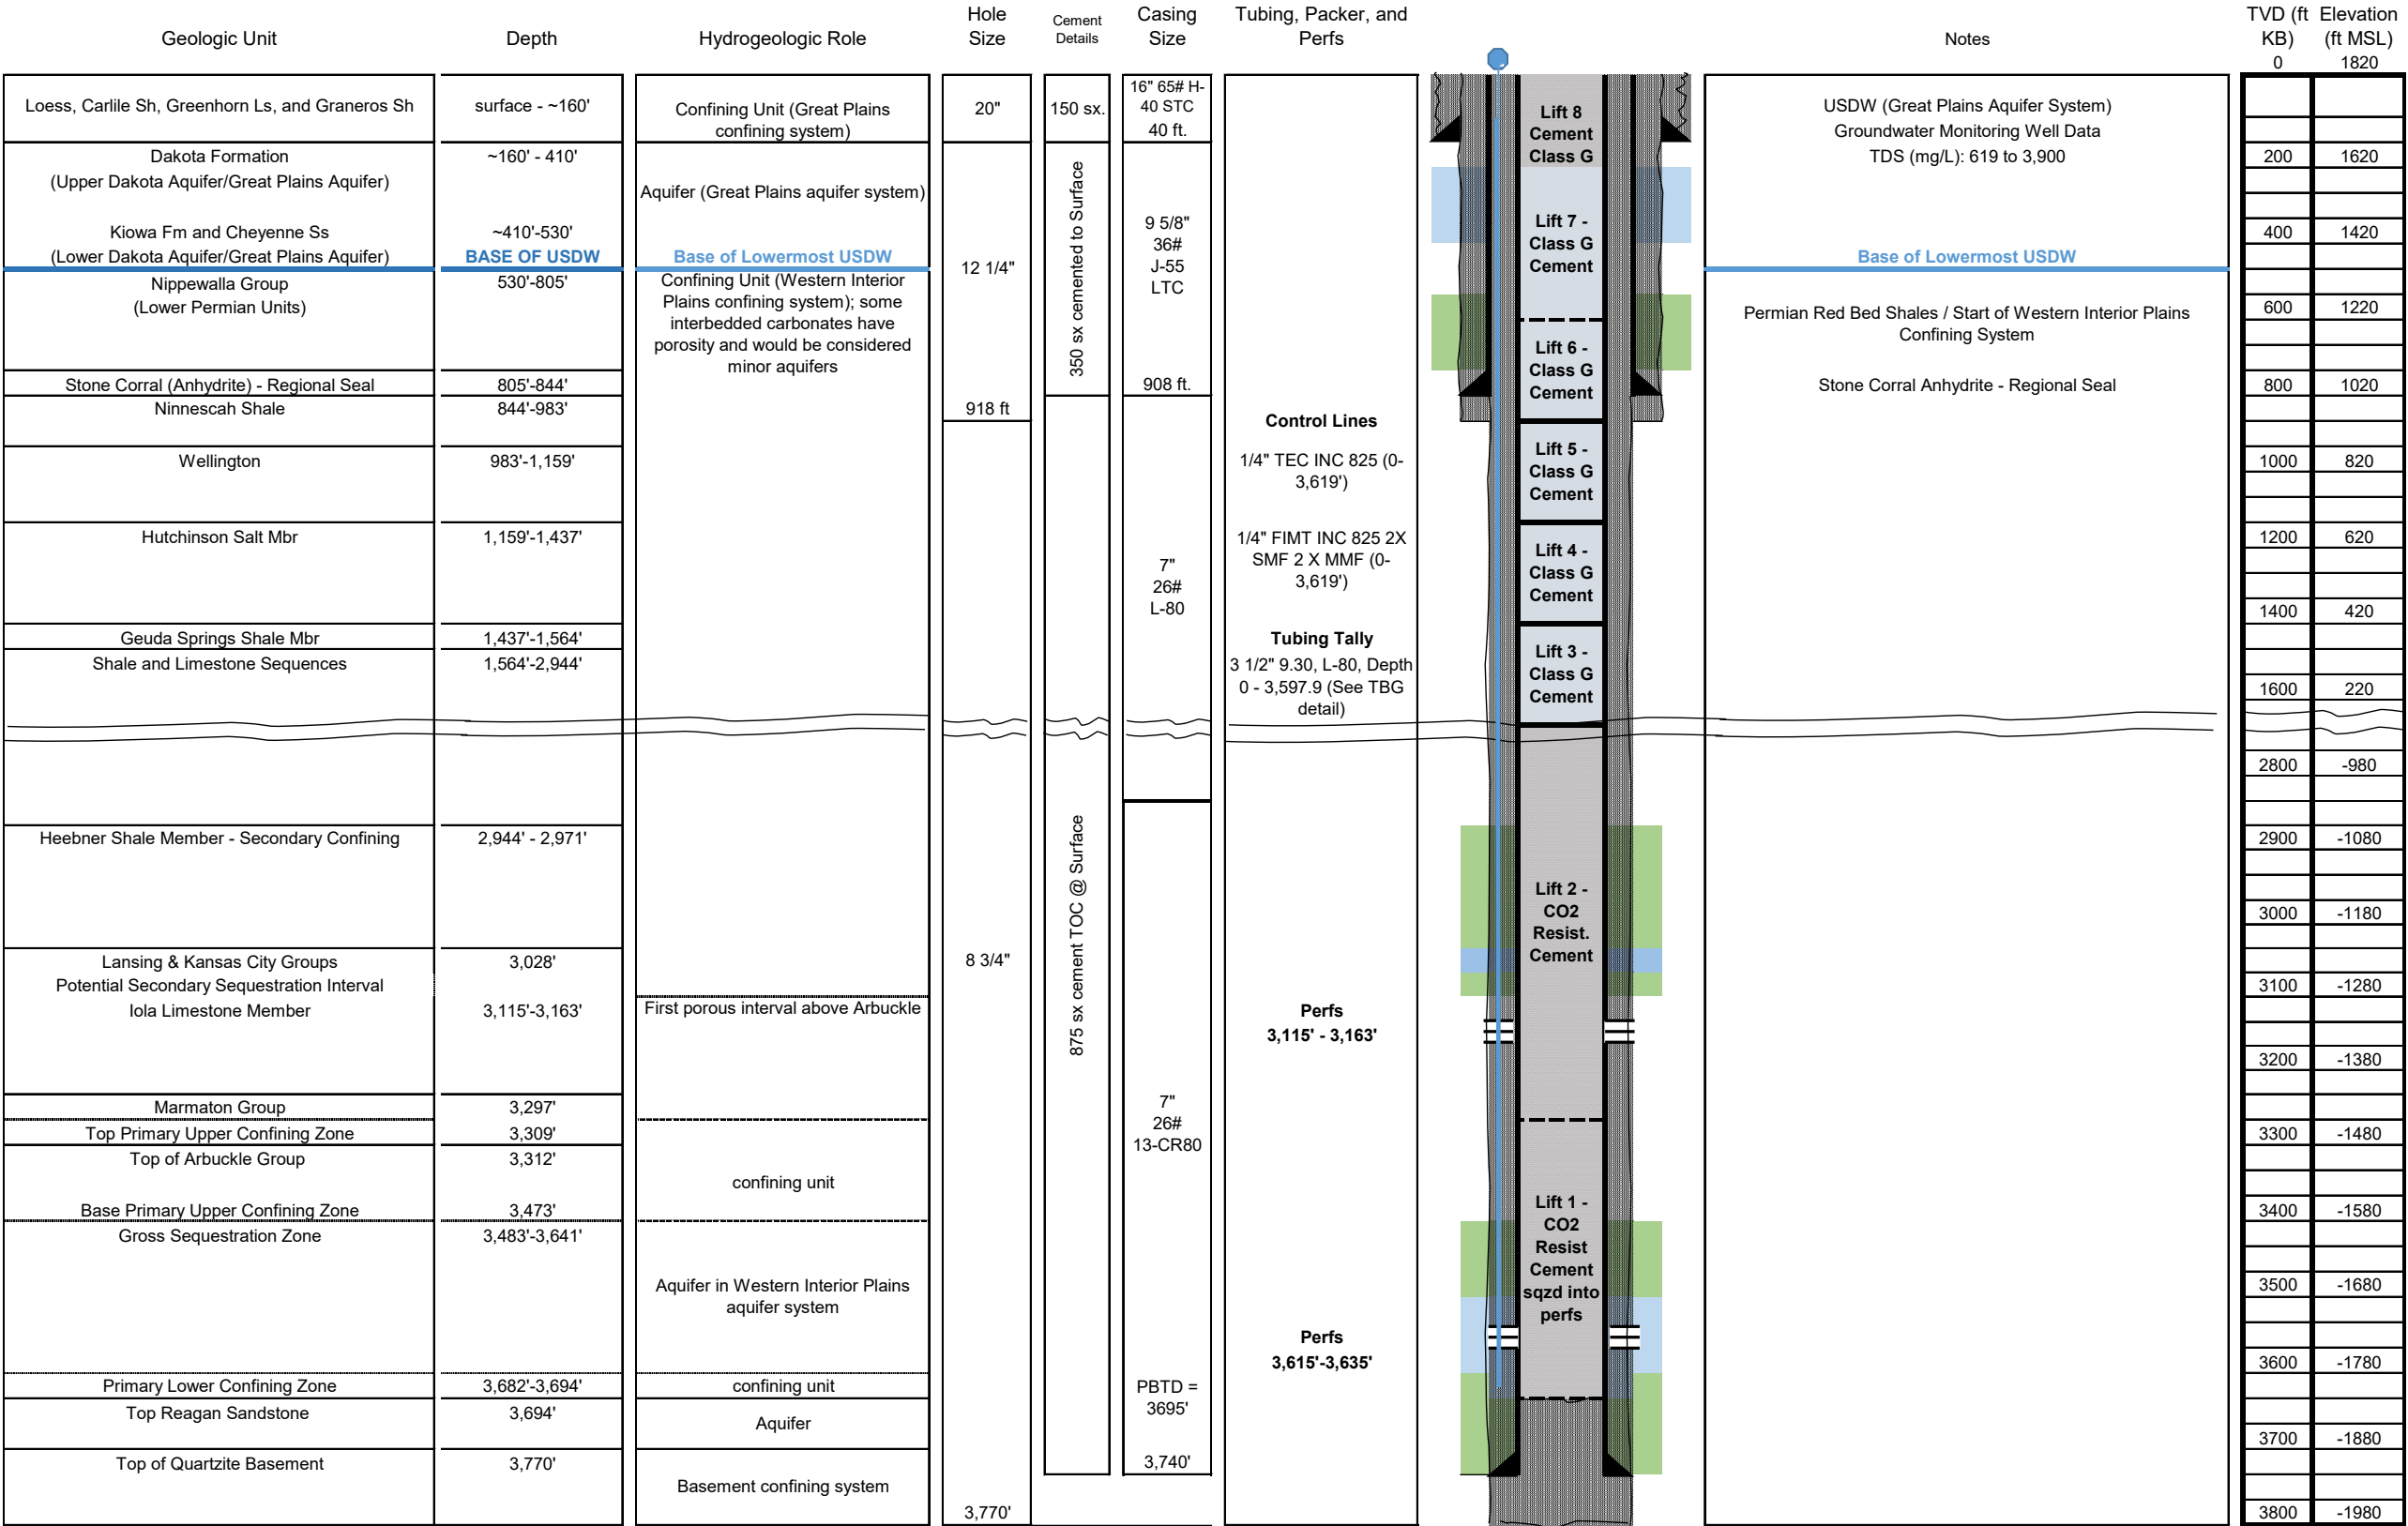 Geologic Unit
Depth
Hydrogeologic Role
Hole
Size
Cement
Details
Casing
Size
Tubing, Packer, and
Perfs
Notes
TVD (ft
KB)
Elevation
(ft MSL)
0 1820
Loess, Carlile Sh, Greenhorn Ls, and Graneros Sh
Dakota Formation
(Upper Dakota Aquifer/Great Plains Aquifer)
Kiowa Fm and Cheyenne Ss
(Lower Dakota Aquifer/Great Plains Aquifer)
Nippewalla Group
(Lower Permian Units)
Stone Corral (Anhydrite) - Regional Seal
Ninnescah Shale
Wellington
Hutchinson Salt Mbr
Geuda Springs Shale Mbr
Shale and Limestone Sequences
Heebner Shale Member - Secondary Confining
Lansing & Kansas City Groups
Potential Secondary Sequestration Interval
Iola Limestone Member
Marmaton Group
Top Primary Upper Confining Zone
Top of Arbuckle Group
Base Primary Upper Confining Zone
Gross Sequestration Zone
Primary Lower Confining Zone
Top Reagan Sandstone
Top of Quartzite Basement
surface - ~160'
~160' - 410'
~410'-530'
BASE OF USDW
530'-805'
805'-844'
844'-983'
983'-1,159'
1,159'-1,437'
1,437'-1,564'
1,564'-2,944'
2,944' - 2,971'
3,028'
3,115'-3,163'
3,297'
3,309'
3,312'
3,473'
3,483'-3,641'
3,682'-3,694'
3,694'
3,770'
Confining Unit (Great Plains
confining system)
Aquifer (Great Plains aquifer system)
Base of Lowermost USDW
Confining Unit (Western Interior
Plains confining system); some
interbedded carbonates have
porosity and would be considered
minor aquifers
First porous interval above Arbuckle
confining unit
Aquifer in Western Interior Plains
aquifer system
confining unit
Aquifer
Basement confining system
20"
12 1/4"
918 ft
8 3/4"
3,770'
150 sx.
350 sx cemented to Surface
875 sx cement TOC @ Surface
16" 65# H-
40 STC
40 ft.
9 5/8"
36#
J-55
LTC
908 ft.
7"
26#
L-80
7"
26#
13-CR80
PBTD =
3695'
3,740'
Control Lines
1/4" TEC INC 825 (0-
3,619')
1/4" FIMT INC 825 2X
SMF 2 X MMF (0-
3,619')
Tubing Tally
3 1/2" 9.30, L-80, Depth
0 - 3,597.9 (See TBG
detail)
Perfs
3,115' - 3,163'
Perfs
3,615'-3,635'
Lift 8
Cement
Class G
Lift 7 -
Class G
Cement
Lift 6 -
Class G
Cement
Lift 5 -
Class G
Cement
Lift 4 -
Class G
Cement
Lift 3 -
Class G
Cement
Lift 2 -
CO2
Resist.
Cement
Lift 1 -
CO2
Resist
Cement
sqzd into
perfs
USDW (Great Plains Aquifer System)
Groundwater Monitoring Well Data
TDS (mg/L): 619 to 3,900
Base of Lowermost USDW
Permian Red Bed Shales / Start of Western Interior Plains
Confining System
Stone Corral Anhydrite - Regional Seal
200 1620
400 1420
600 1220
800 1020
1000 820
1200 620
1400 420
1600 220
2800 -980
2900 -1080
3000 -1180
3100 -1280
3200 -1380
3300 -1480
3400 -1580
3500 -1680
3600 -1780
3700 -1880
3800 -1980